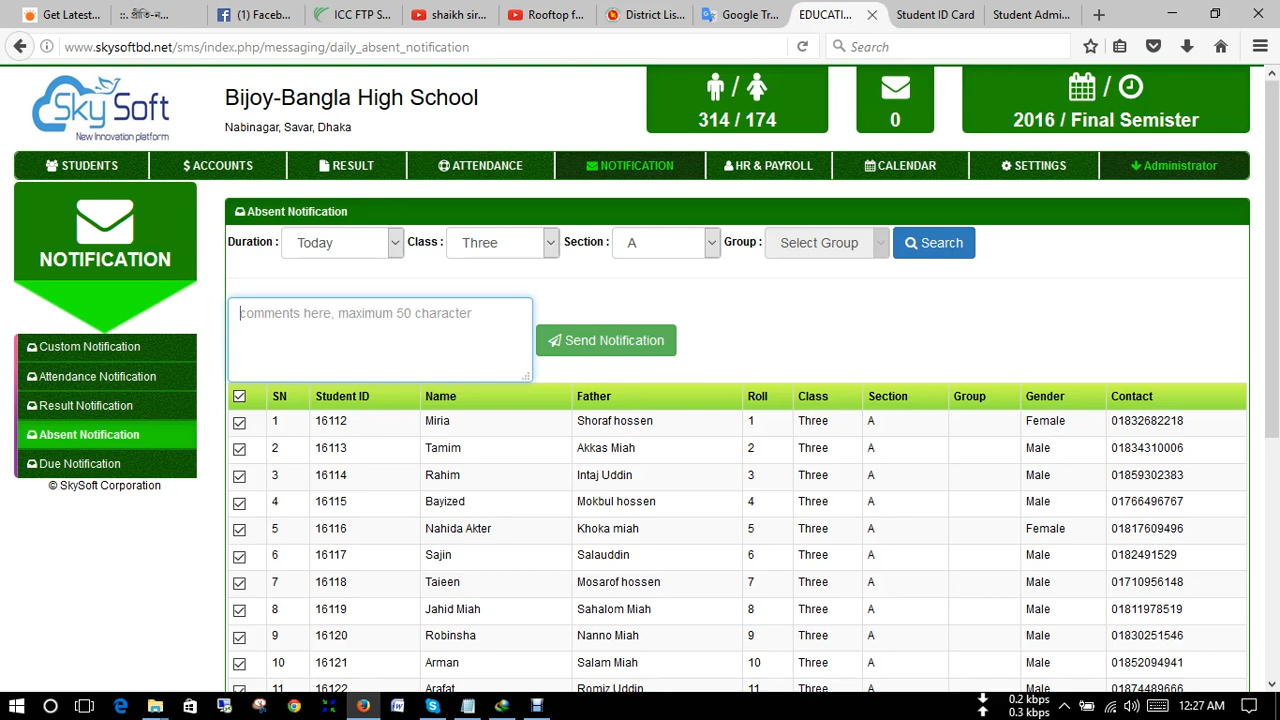 Get Latest...
::. প্রীতি-ন...
(1) Facebo...
ICC FTP S...
shaikh sir...
Rooftop f...
District Lis...
Google Tr...
EDUCATI...
Student ID Card
Student Admi...
www.skysoftbd.net/sms/index.php/messaging/daily_absent_notification
Search
Sky Soft
New Innovation platform
Bijoy-Bangla High School
Nabinagar, Savar, Dhaka
/
314 / 174
0
/
2016 / Final Semister
STUDENTS
$ ACCOUNTS
RESULT
ATTENDANCE
NOTIFICATION
HR & PAYROLL
CALENDAR
SETTINGS
Administrator
NOTIFICATION
Custom Notification
Attendance Notification
Result Notification
Absent Notification
Due Notification
© SkySoft Corporation
Absent Notification
Duration : Today Class : Three Section : A Group : Select Group Search
comments here, maximum 50 character
Send Notification
SN Student ID Name Father Roll Class Section Group Gender Contact
1 16112 Miria Shoraf hossen 1 Three A Female 01832682218
2 16113 Tamim Akkas Miah 2 Three A Male 01834310006
3 16114 Rahim Intaj Uddin 3 Three A Male 01859302383
4 16115 Bayized Mokbul hossen 4 Three A Male 01766496767
5 16116 Nahida Akter Khoka miah 5 Three A Female 01817609496
6 16117 Sajin Salauddin 6 Three A Male 0182491529
7 16118 Taieen Mosarof hossen 7 Three A Male 01710956148
8 16119 Jahid Miah Sahalom Miah 8 Three A Male 01811978519
9 16120 Robinsha Nanno Miah 9 Three A Male 01830251546
10 16121 Arman Salam Miah 10 Three A Male 01852094941
11 16122 Arafat Romiz Uddin 11 Three A Male 01874489666
0.2 kbps
0.3 kbps
12:27 AM